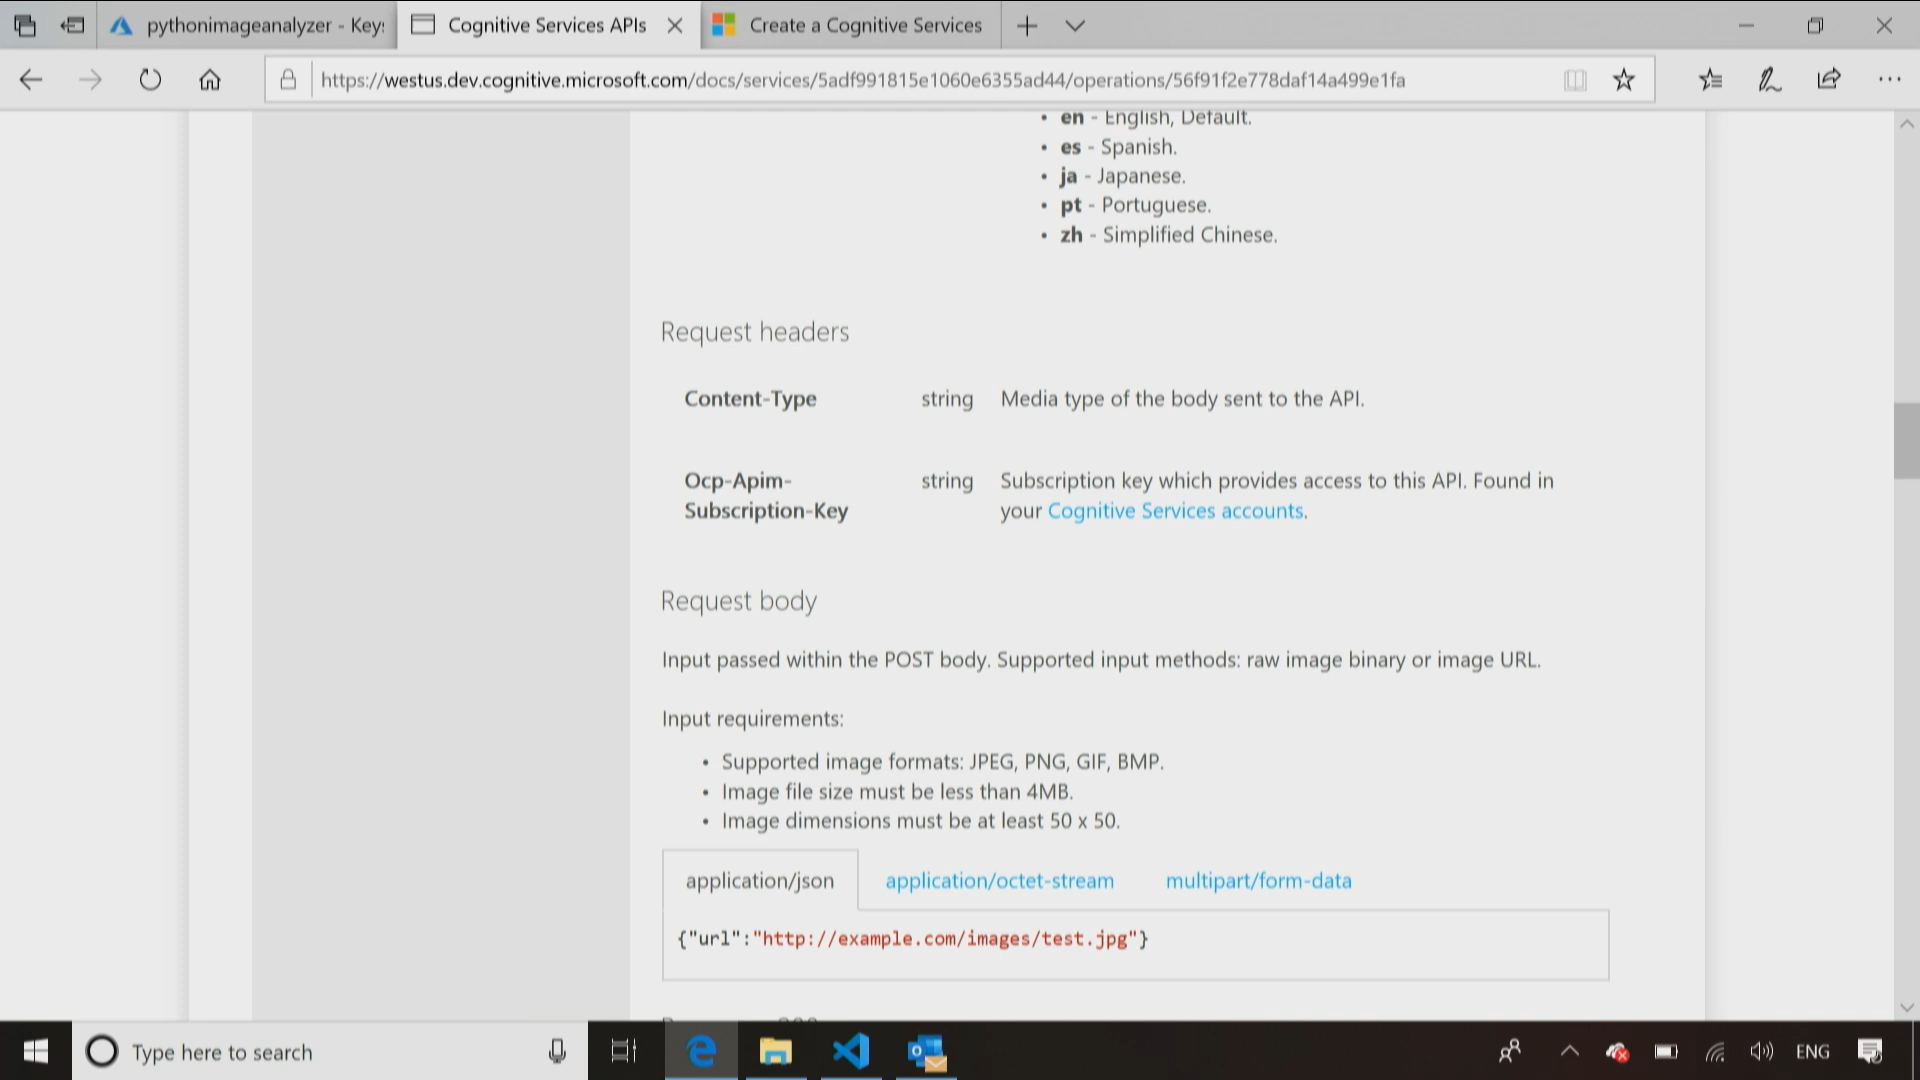 pythonimageanalyzer - Key
Cognitive Services APIs
Create a Cognitive Services
https://westus.dev.cognitive.microsoft.com/docs/services/5adf991815e1060e6355ad44/operations/56f91f2e778daf14a499e1fa
• en - English, Default.
• es - Spanish.
• ja - Japanese.
• pt - Portuguese.
• zh - Simplified Chinese.
Request headers
Content-Type string Media type of the body sent to the API.
Ocp-Apim- string Subscription key which provides access to this API. Found in
Subscription-Key your Cognitive Services accounts.
Request body
Input passed within the POST body. Supported input methods: raw image binary or image URL.
Input requirements:
• Supported image formats: JPEG, PNG, GIF, BMP.
• Image file size must be less than 4MB.
• Image dimensions must be at least 50 x 50.
application/json application/octet-stream multipart/form-data
{"url":"http://example.com/images/test.jpg"}
Type here to search
ENG